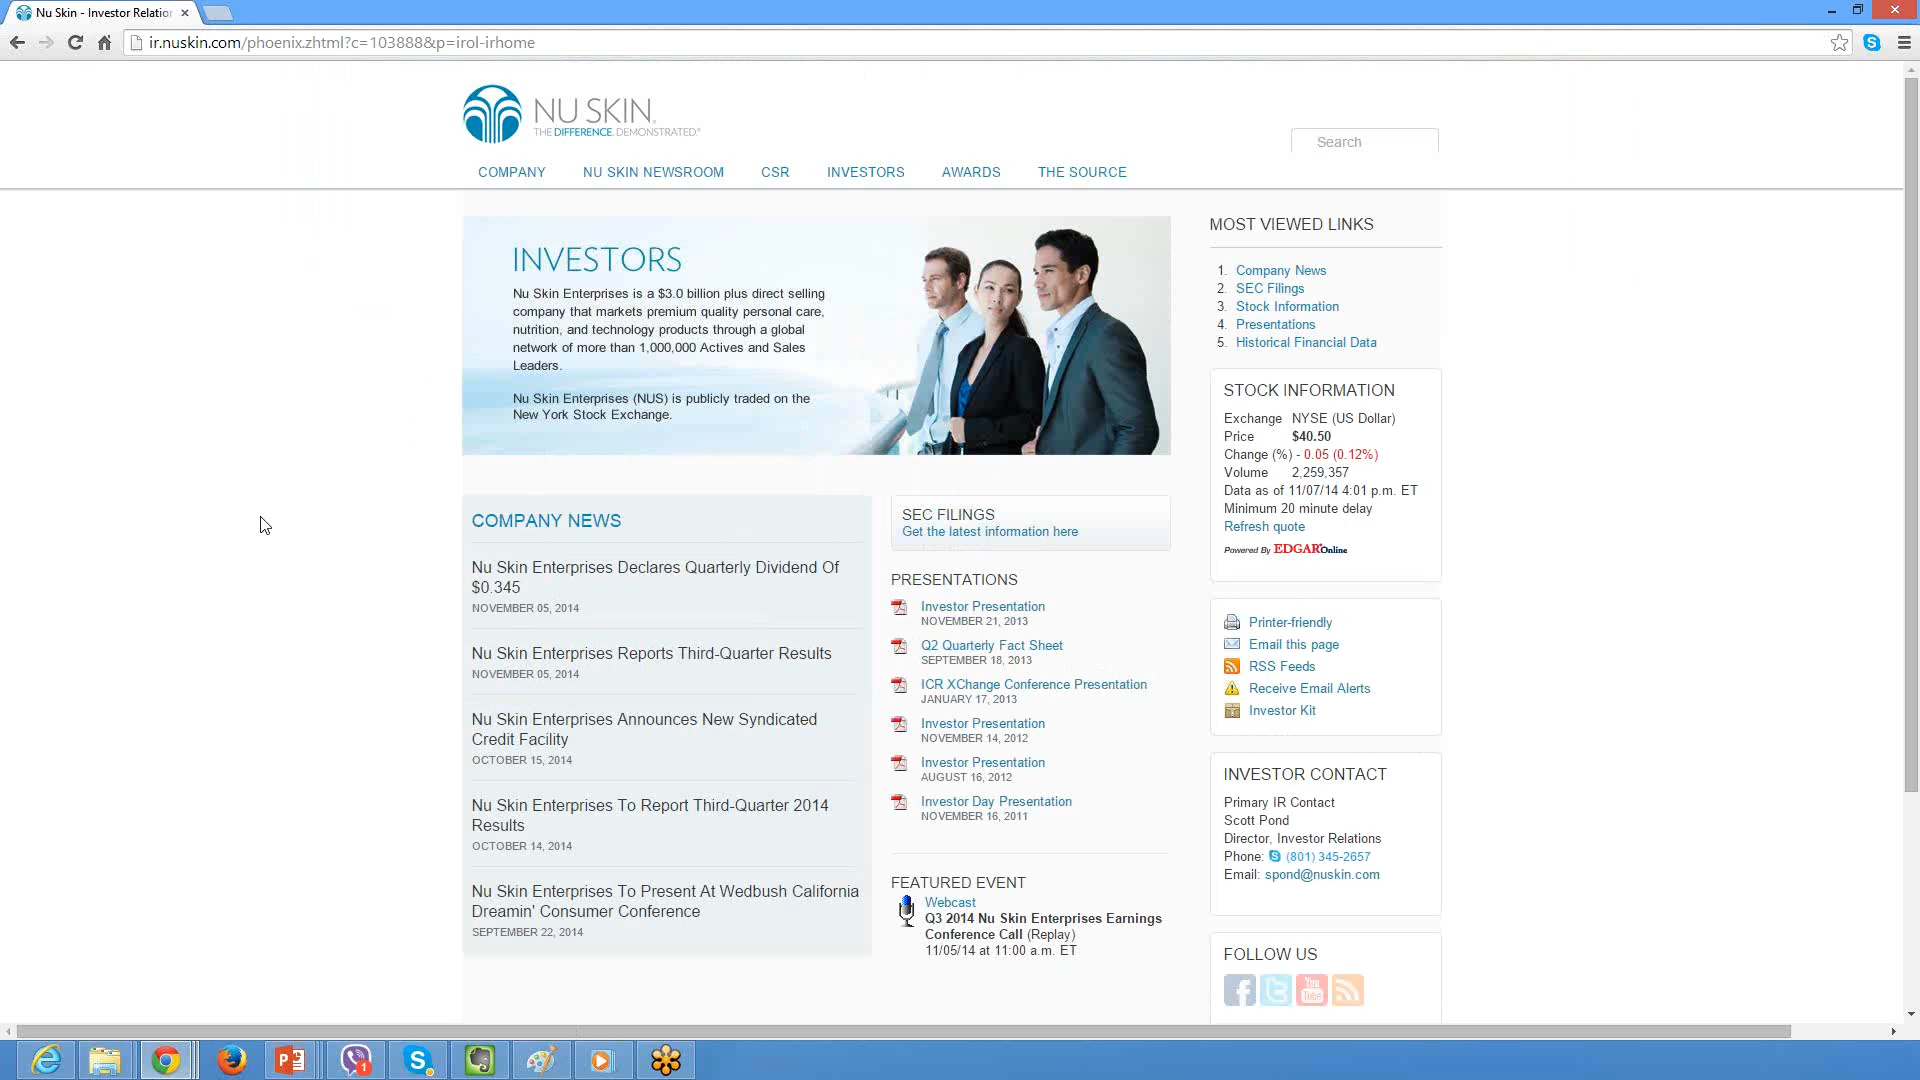 Nu Skin - Investor Relatio
ir.nuskin.com/phoenix.zhtml?c=103888&p=irol-irhome
NU SKIN.
THE DIFFERENCE. DEMONSTRATED.®
Search
COMPANY NU SKIN NEWSROOM CSR INVESTORS AWARDS THE SOURCE
INVESTORS
Nu Skin Enterprises is a $3.0 billion plus direct selling
company that markets premium quality personal care,
nutrition, and technology products through a global
network of more than 1,000,000 Actives and Sales
Leaders.
Nu Skin Enterprises (NUS) is publicly traded on the
New York Stock Exchange.
COMPANY NEWS
Nu Skin Enterprises Declares Quarterly Dividend Of
$0.345
NOVEMBER 05, 2014
Nu Skin Enterprises Reports Third-Quarter Results
NOVEMBER 05, 2014
Nu Skin Enterprises Announces New Syndicated
Credit Facility
OCTOBER 15, 2014
Nu Skin Enterprises To Report Third-Quarter 2014
Results
OCTOBER 14, 2014
Nu Skin Enterprises To Present At Wedbush California
Dreamin' Consumer Conference
SEPTEMBER 22, 2014
SEC FILINGS
Get the latest information here
PRESENTATIONS
Investor Presentation
NOVEMBER 21, 2013
Q2 Quarterly Fact Sheet
SEPTEMBER 18, 2013
ICR XChange Conference Presentation
JANUARY 17, 2013
Investor Presentation
NOVEMBER 14, 2012
Investor Presentation
AUGUST 16, 2012
Investor Day Presentation
NOVEMBER 16, 2011
FEATURED EVENT
Webcast
Q3 2014 Nu Skin Enterprises Earnings
Conference Call (Replay)
11/05/14 at 11:00 a.m. ET
MOST VIEWED LINKS
1. Company News
2. SEC Filings
3. Stock Information
4. Presentations
5. Historical Financial Data
STOCK INFORMATION
Exchange NYSE (US Dollar)
Price $40.50
Change (%) - 0.05 (0.12%)
Volume 2,259,357
Data as of 11/07/14 4:01 p.m. ET
Minimum 20 minute delay
Refresh quote
Powered By EDGAR Online
Printer-friendly
Email this page
RSS Feeds
Receive Email Alerts
Investor Kit
INVESTOR CONTACT
Primary IR Contact
Scott Pond
Director, Investor Relations
Phone: (801) 345-2657
Email: spond@nuskin.com
FOLLOW US
You
Tube
1